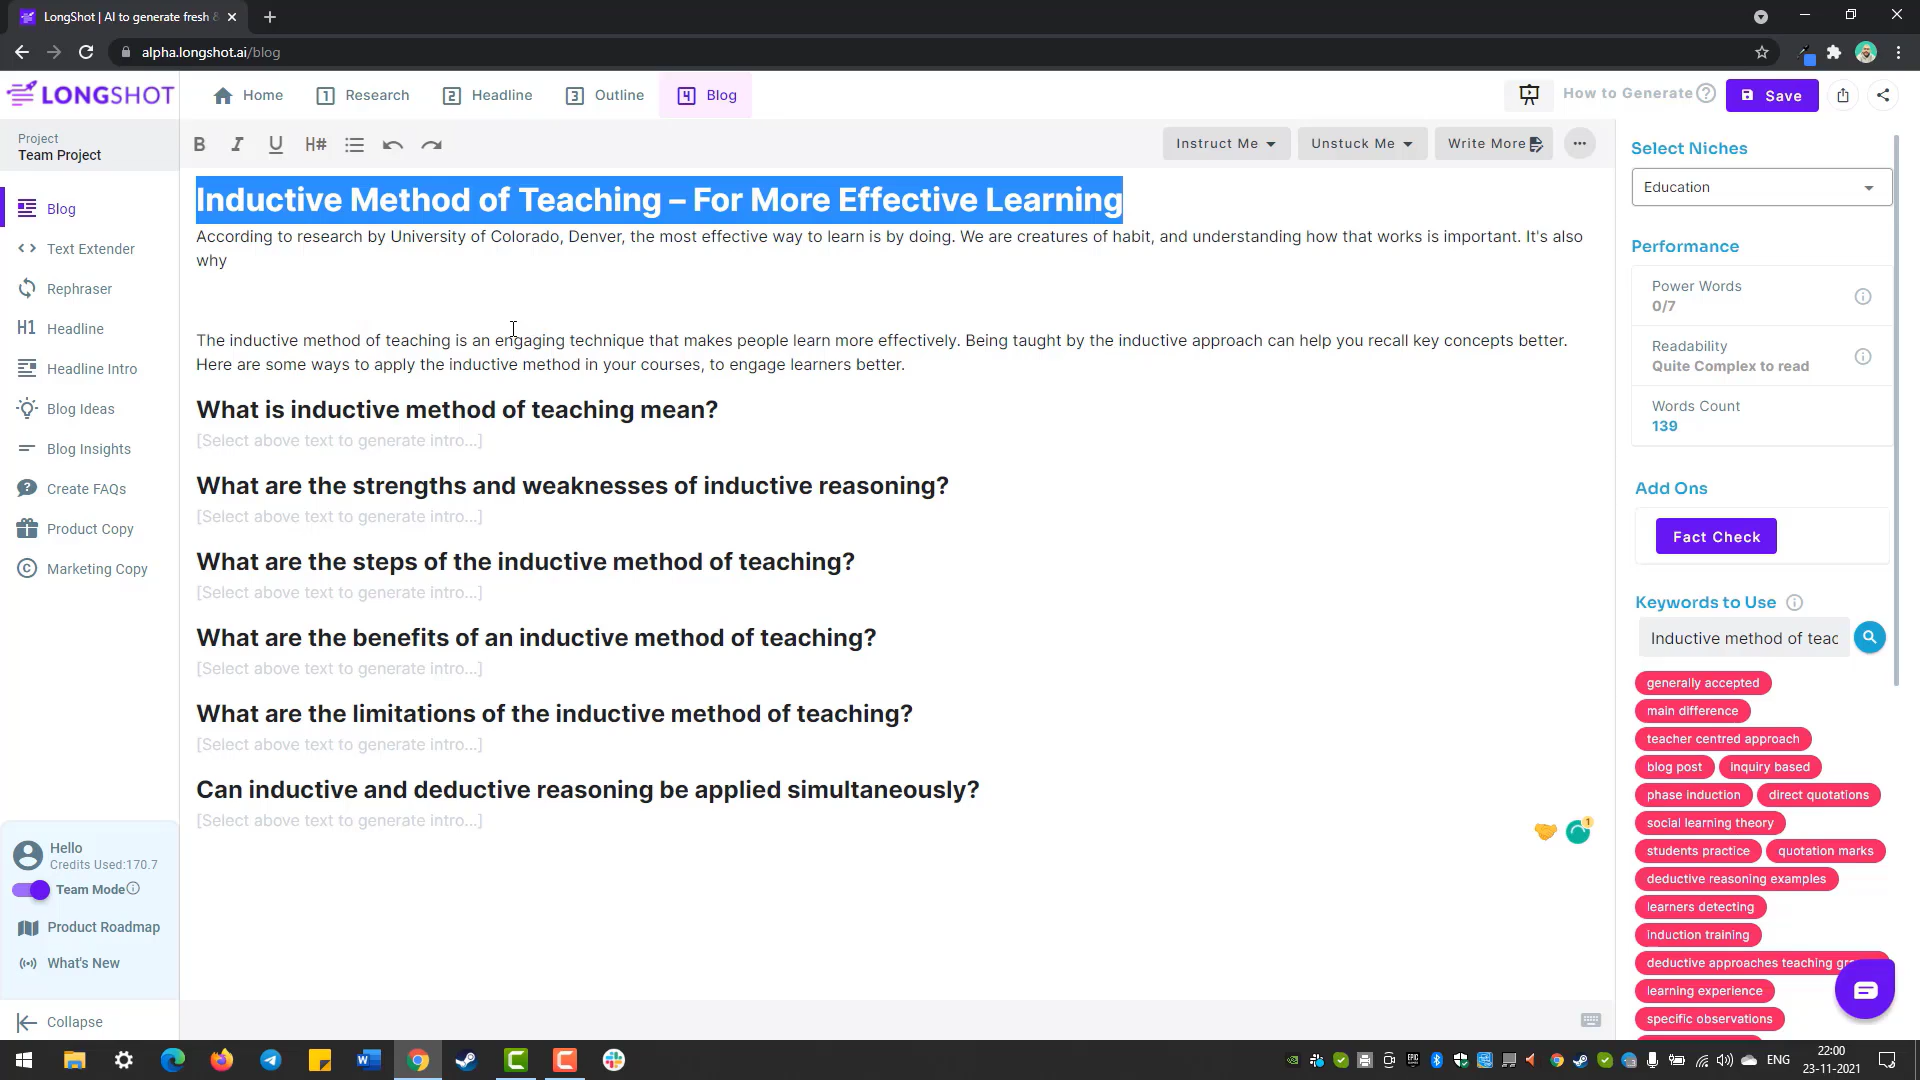 LongShot | AI to generate fresh &
alpha.longshot.ai/blog
LONGSHOT
Home
1 Research
2 Headline
3 Outline
4 Blog
How to Generate ?
Save
Project
Team Project
B I U H#
Instruct Me
Unstuck Me
Write More
Blog
Text Extender
Rephraser
H1 Headline
Headline Intro
Blog Ideas
Blog Insights
Create FAQs
Product Copy
Marketing Copy
Hello
Credits Used:170.7
Team Mode
Product Roadmap
What's New
Collapse
Inductive Method of Teaching – For More Effective Learning
According to research by University of Colorado, Denver, the most effective way to learn is by doing. We are creatures of habit, and understanding how that works is important. It's also
why
The inductive method of teaching is an engaging technique that makes people learn more effectively. Being taught by the inductive approach can help you recall key concepts better.
Here are some ways to apply the inductive method in your courses, to engage learners better.
What is inductive method of teaching mean?
[Select above text to generate intro...]
What are the strengths and weaknesses of inductive reasoning?
[Select above text to generate intro...]
What are the steps of the inductive method of teaching?
[Select above text to generate intro...]
What are the benefits of an inductive method of teaching?
[Select above text to generate intro...]
What are the limitations of the inductive method of teaching?
[Select above text to generate intro...]
Can inductive and deductive reasoning be applied simultaneously?
[Select above text to generate intro...]
1
Select Niches
Education
Performance
Power Words
0/7
Readability
Quite Complex to read
Words Count
139
Add Ons
Fact Check
Keywords to Use
Inductive method of teac
generally accepted
main difference
teacher centred approach
blog post
inquiry based
phase induction
direct quotations
social learning theory
students practice
quotation marks
deductive reasoning examples
learners detecting
induction training
deductive approaches teaching gr
learning experience
specific observations
ENG
22:00
23-11-2021